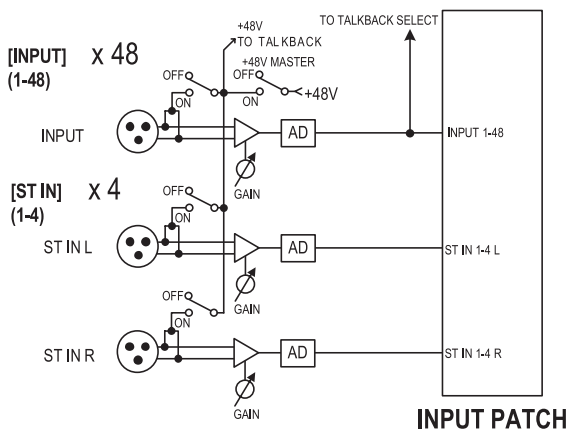 +48V
TO TALKBACK
TO TALKBACK SELECT
[INPUT] X 48
(1-48)
OFF
ON
OFF
+48V MASTER
ON
+48V
INPUT
GAIN
AD
INPUT 1-48
[ST IN] X 4
(1-4)
OFF
ON
ST IN L
GAIN
AD
ST IN 1-4 L
OFF
ON
ST IN R
GAIN
AD
ST IN 1-4 R
INPUT PATCH